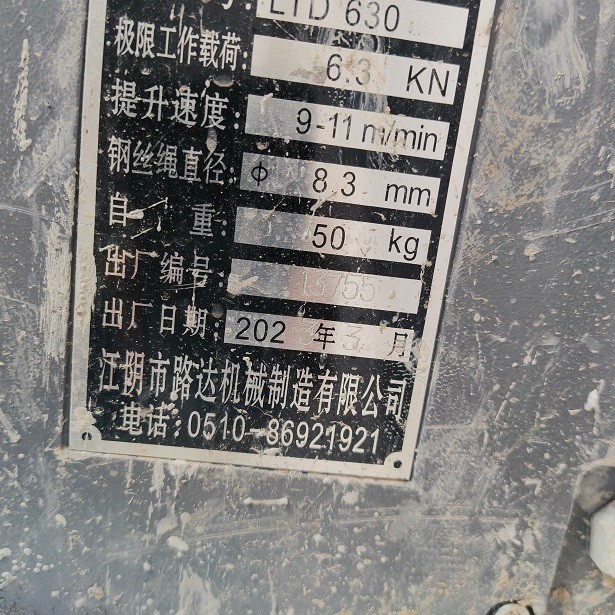 LTD 630
极限工作载荷: 6.3 KN
提升速度: 9-11 m/min
钢丝绳直径: Φ 8.3 mm
自 重: 50 kg
出厂编号:
出厂日期: 202 年3月
江阴市路达机械制造有限公司
电话:0510-86921921